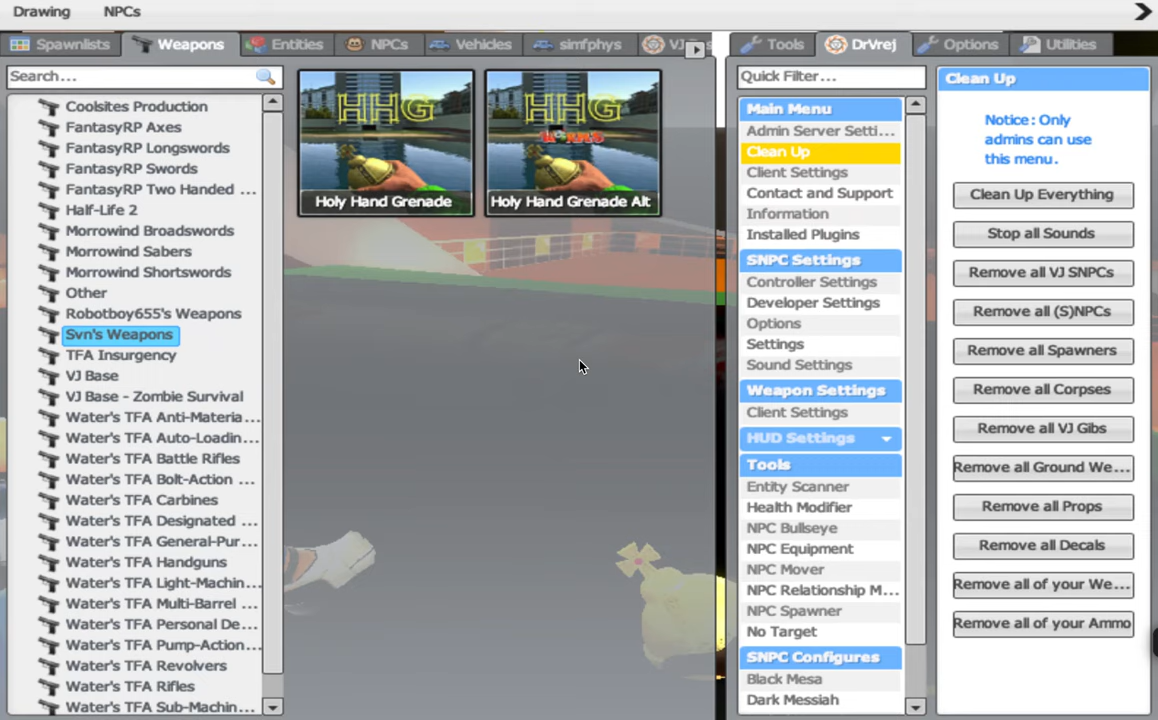 Drawing NPCs
Spawnlists Weapons Entities NPCs Vehicles simfphys
Search...
Coolsites Production
FantasyRP Axes
FantasyRP Longswords
FantasyRP Swords
FantasyRP Two Handed ...
Half-Life 2
Morrowind Broadswords
Morrowind Sabers
Morrowind Shortswords
Other
Robotboy655's Weapons
Svn's Weapons
TFA Insurgency
VJ Base
VJ Base - Zombie Survival
Water's TFA Anti-Materia...
Water's TFA Auto-Loadin...
Water's TFA Battle Rifles
Water's TFA Bolt-Action ...
Water's TFA Carbines
Water's TFA Designated ...
Water's TFA General-Pur...
Water's TFA Handguns
Water's TFA Light-Machin...
Water's TFA Multi-Barrel ...
Water's TFA Personal De...
Water's TFA Pump-Action...
Water's TFA Revolvers
Water's TFA Rifles
Water's TFA Sub-Machin...
HHG
Holy Hand Grenade
HHG
WORMS
Holy Hand Grenade Alt
Tools DrVrej Options Utilities
Quick Filter...
Main Menu
Admin Server Setti...
Clean Up
Client Settings
Contact and Support
Information
Installed Plugins
SNPC Settings
Controller Settings
Developer Settings
Options
Settings
Sound Settings
Weapon Settings
Client Settings
HUD Settings
Tools
Entity Scanner
Health Modifier
NPC Bullseye
NPC Equipment
NPC Mover
NPC Relationship M...
NPC Spawner
No Target
SNPC Configures
Black Mesa
Dark Messiah
Clean Up
Notice: Only
admins can use
this menu.
Clean Up Everything
Stop all Sounds
Remove all VJ SNPCs
Remove all (S)NPCs
Remove all Spawners
Remove all Corpses
Remove all VJ Gibs
Remove all Ground We...
Remove all Props
Remove all Decals
Remove all of your We...
Remove all of your Ammo